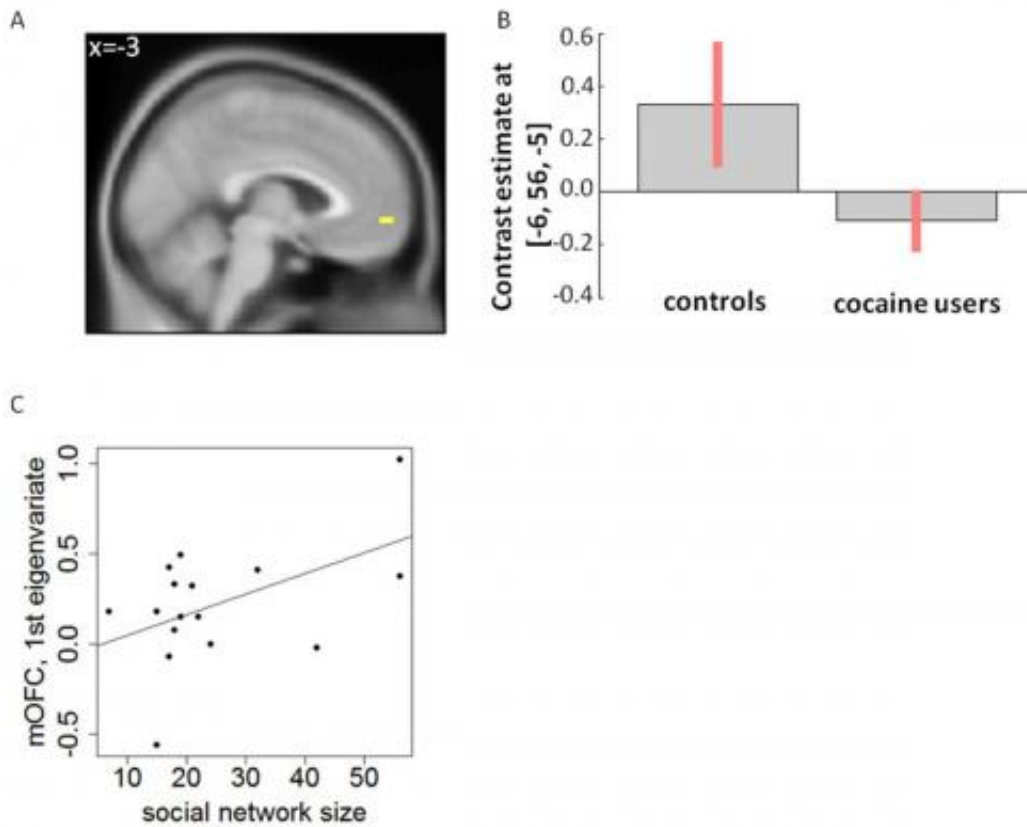 A
x=-3
B
Contrast estimate at
[-6, 56, -5]
0.6
0.4
0.2
0.0
-0.2
-0.4
controls
cocaine users
C
mOFC, 1st eigenvariate
1.0
0.5
0.0
-0.5
10 20 30 40 50
social network size